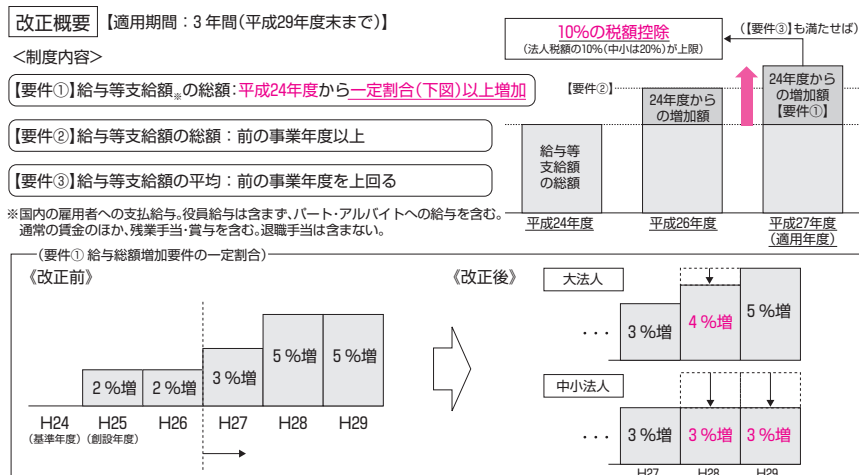 改正概要 【適用期間：3年間(平成29年度末まで)】
<制度内容>
【要件①】給与等支給額※の総額：平成24年度から一定割合(下図)以上増加
【要件②】給与等支給額の総額：前の事業年度以上
【要件③】給与等支給額の平均：前の事業年度を上回る
※国内の雇用者への支払給与。役員給与は含まず、パート・アルバイトへの給与を含む。
通常の賃金のほか、残業手当・賞与を含む。退職手当は含まない。
10%の税額控除
(法人税額の10%(中小は20%)が上限)
(【要件③】も満たせば)
【要件②】
給与等
支給額
の総額
24年度から
の増加額
24年度から
の増加額
【要件①】
平成24年度
平成26年度
平成27年度
(適用年度)
(要件① 給与総額増加要件の一定割合)
《改正前》
2%増
2%増
3%増
5%増
5%増
H24
H25
H26
H27
H28
H29
(基準年度)
(創設年度)
《改正後》
大法人
・・・
3%増
4%増
5%増
中小法人
・・・
3%増
3%増
3%増
H27
H28
H29